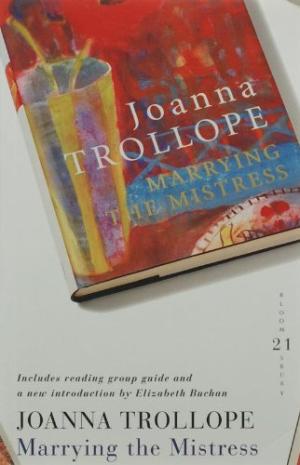 Joanna
TROLLOPE
MARRYING
THE MISTRESS
BLOOMSBURY
21
Includes reading group guide and
a new introduction by Elizabeth Buchan
JOANNA TROLLOPE
Marrying the Mistress